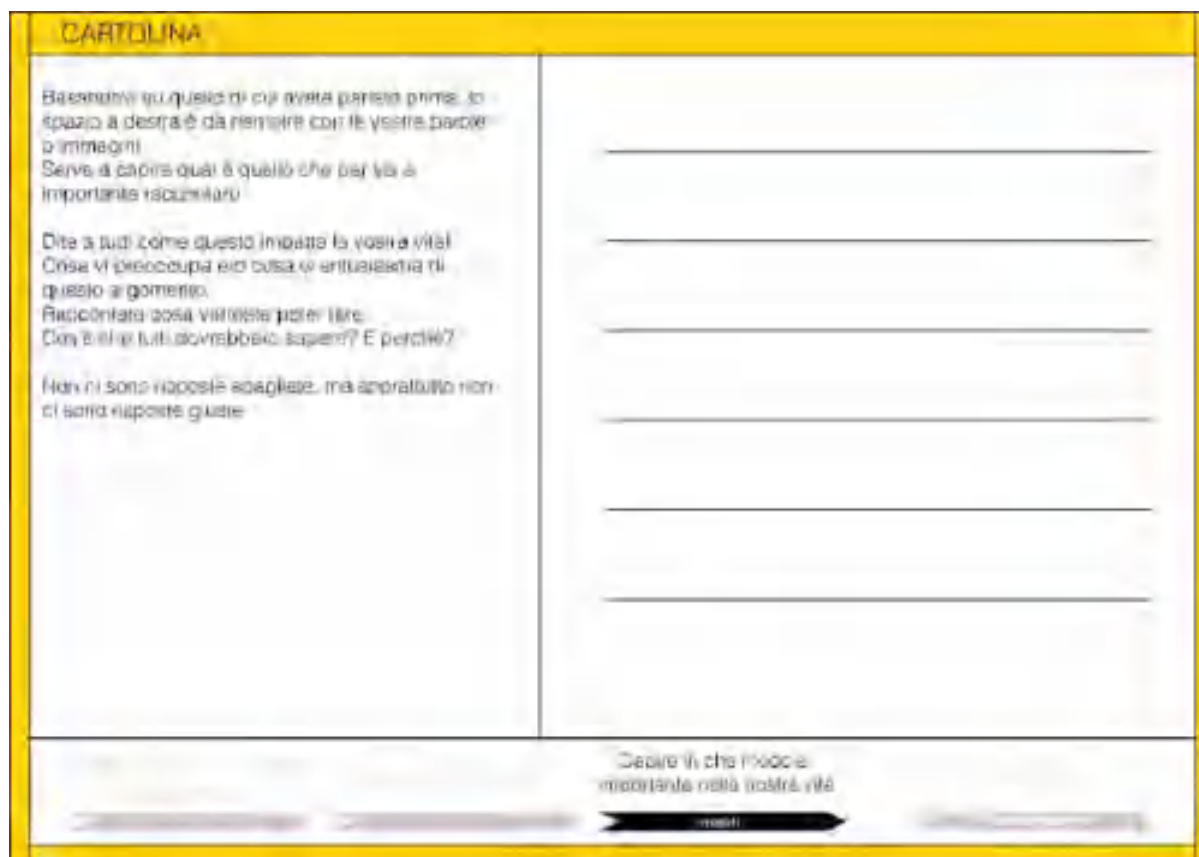 CARTOLINA
Basandovi su quello di cui avete parlato prima, lo
spazio a destra è da riempire con le vostre parole
o immagini
Serve a capire qual è quello che per voi è
importante raccontare
Dite a tutti come questo impatta la vostra vita!
Cosa vi preoccupa e/o cosa vi entusiasma di
questo argomento.
Raccontate cosa vorreste poter fare
Cos'è che tutti dovrebbero sapere? E perché?
Non ci sono risposte sbagliate, ma soprattutto non
ci sono risposte giuste
Capire in che modo è
importante nella nostra vita